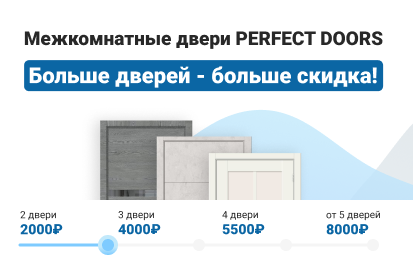 Межкомнатные двери PERFECT DOORS
Больше дверей - больше скидка!
2 двери 3 двери 4 двери от 5 дверей
2000₽ 4000₽ 5500₽ 8000₽